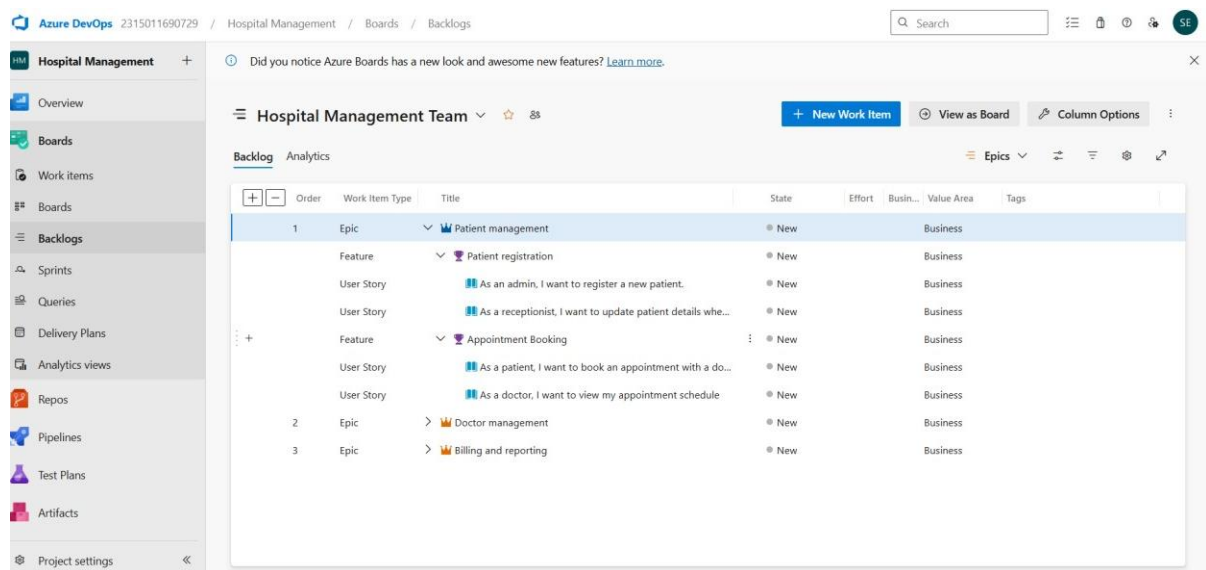 Azure DevOps 2315011690729 / Hospital Management / Boards / Backlogs Search SE
HM Hospital Management +
Did you notice Azure Boards has a new look and awesome new features? Learn more.
Overview
Boards
Work items
Boards
Backlogs
Sprints
Queries
Delivery Plans
Analytics views
Repos
Pipelines
Test Plans
Artifacts
Project settings
Hospital Management Team
+ New Work Item View as Board Column Options
Backlog Analytics Epics
Order Work Item Type Title State Effort Busin... Value Area Tags
1 Epic Patient management New Business
Feature Patient registration New Business
User Story As an admin, I want to register a new patient. New Business
User Story As a receptionist, I want to update patient details whe... New Business
Feature Appointment Booking New Business
User Story As a patient, I want to book an appointment with a do... New Business
User Story As a doctor, I want to view my appointment schedule New Business
2 Epic Doctor management New Business
3 Epic Billing and reporting New Business